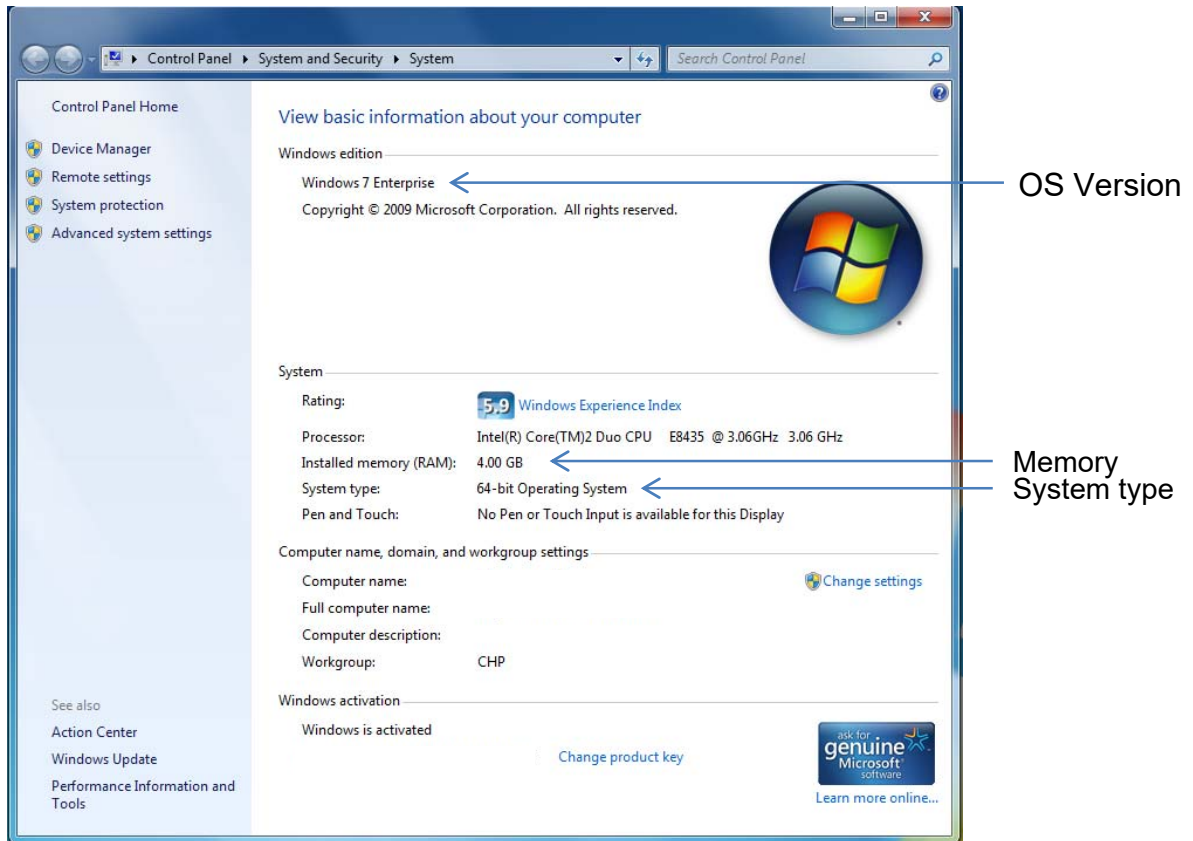 Control Panel ▸ System and Security ▸ System
Search Control Panel
Control Panel Home
Device Manager
Remote settings
System protection
Advanced system settings
See also
Action Center
Windows Update
Performance Information and
Tools
View basic information about your computer
Windows edition
Windows 7 Enterprise
OS Version
Copyright © 2009 Microsoft Corporation. All rights reserved.
System
Rating:
5.9 Windows Experience Index
Processor: Intel(R) Core(TM)2 Duo CPU E8435 @ 3.06GHz 3.06 GHz
Installed memory (RAM): 4.00 GB
Memory
System type: 64-bit Operating System
System type
Pen and Touch: No Pen or Touch Input is available for this Display
Computer name, domain, and workgroup settings
Computer name:
Change settings
Full computer name:
Computer description:
Workgroup: CHP
Windows activation
Windows is activated
Change product key
ask for
genuine
Microsoft
software
Learn more online...